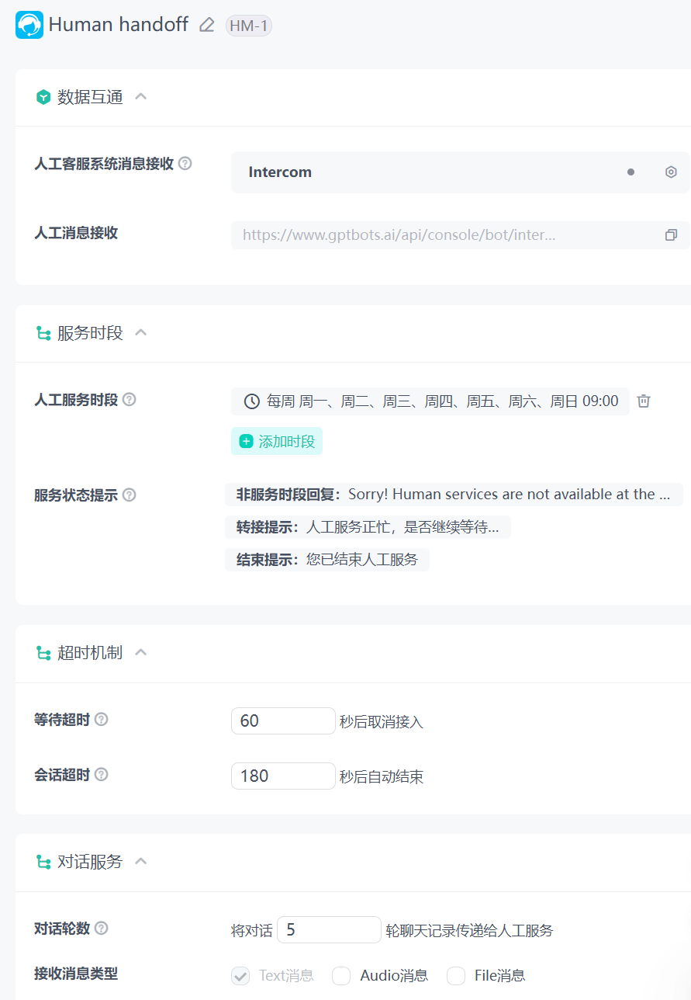 Human handoff HM-1
数据互通
人工客服系统消息接收 Intercom
人工消息接收 https://www.gptbots.ai/api/console/bot/inter...
服务时段
人工服务时段 每周 周一、周二、周三、周四、周五、周六、周日 09:00
添加时段
服务状态提示 非服务时段回复：Sorry! Human services are not available at the ...
转接提示：人工服务正忙，是否继续等待...
结束提示：您已结束人工服务
超时机制
等待超时 60 秒后取消接入
会话超时 180 秒后自动结束
对话服务
对话轮数 将对话 5 轮聊天记录传递给人工服务
接收消息类型 Text消息 Audio消息 File消息